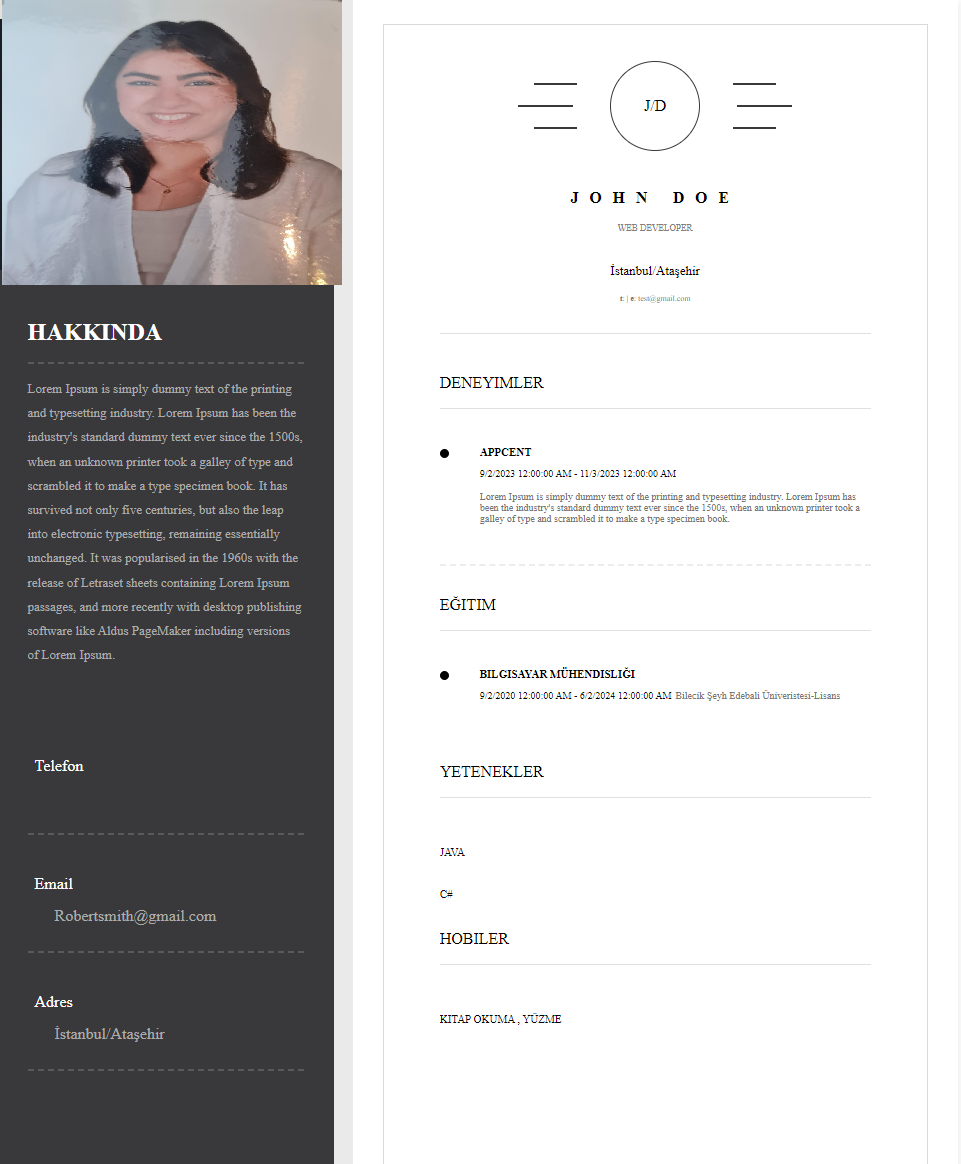 HAKKINDA
Lorem Ipsum is simply dummy text of the printing
and typesetting industry. Lorem Ipsum has been the
industry's standard dummy text ever since the 1500s,
when an unknown printer took a galley of type and
scrambled it to make a type specimen book. It has
survived not only five centuries, but also the leap
into electronic typesetting, remaining essentially
unchanged. It was popularised in the 1960s with the
release of Letraset sheets containing Lorem Ipsum
passages, and more recently with desktop publishing
software like Aldus PageMaker including versions
of Lorem Ipsum.
Telefon
Email
Robertsmith@gmail.com
Adres
İstanbul/Ataşehir
J/D
JOHN DOE
WEB DEVELOPER
İstanbul/Ataşehir
t: | e: test@gmail.com
DENEYIMLER
APPCENT
9/2/2023 12:00:00 AM - 11/3/2023 12:00:00 AM
Lorem Ipsum is simply dummy text of the printing and typesetting industry. Lorem Ipsum has
been the industry's standard dummy text ever since the 1500s, when an unknown printer took a
galley of type and scrambled it to make a type specimen book.
EĞITIM
BILGISAYAR MÜHENDISLIĞI
9/2/2020 12:00:00 AM - 6/2/2024 12:00:00 AM Bilecik Şeyh Edebali Üniveristesi-Lisans
YETENEKLER
JAVA
C#
HOBILER
KITAP OKUMA , YÜZME